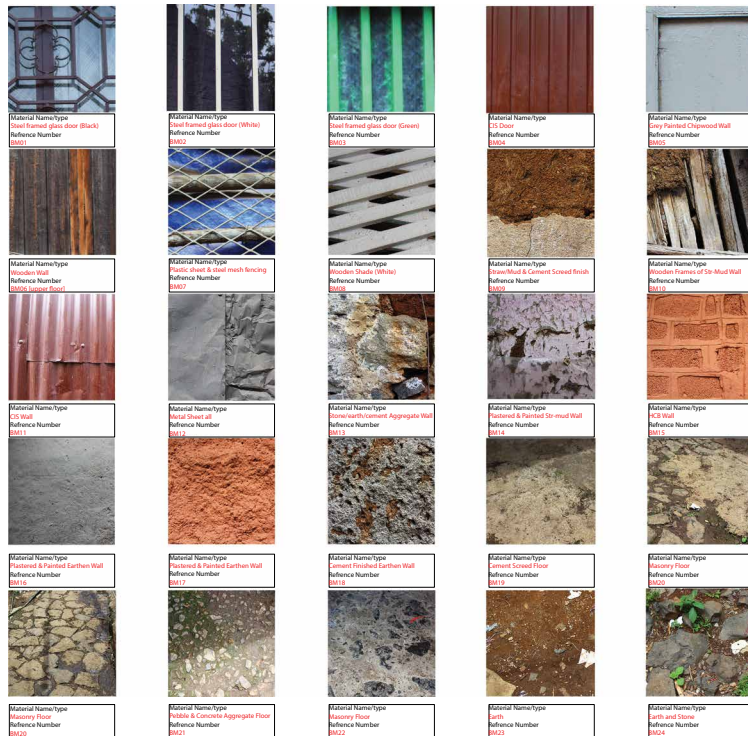 Material Name/type
Steel framed glass door (Black)
Refrence Number
BM01
Material Name/type
Steel framed glass door (White)
Refrence Number
BM02
Material Name/type
Steel framed glass door (Green)
Refrence Number
BM03
Material Name/type
CIS Door
Refrence Number
BM04
Material Name/type
Grey Painted Chipwood Wall
Refrence Number
BM05
Material Name/type
Wooden Wall
Refrence Number
BM06 (upper floor)
Material Name/type
Plastic sheet & steel mesh fencing
Refrence Number
BM07
Material Name/type
Wooden Shade (White)
Refrence Number
BM08
Material Name/type
Straw/Mud & Cement Screed finish
Refrence Number
BM09
Material Name/type
Wooden Frames of Str-Mud Wall
Refrence Number
BM10
Material Name/type
CIS Wall
Refrence Number
BM11
Material Name/type
Metal Sheet all
Refrence Number
BM12
Material Name/type
Stone/earth/cement Aggregate Wall
Refrence Number
BM13
Material Name/type
Plastered & Painted Str-mud Wall
Refrence Number
BM14
Material Name/type
HCB Wall
Refrence Number
BM15
Material Name/type
Plastered & Painted Earthen Wall
Refrence Number
BM16
Material Name/type
Plastered & Painted Earthen Wall
Refrence Number
BM17
Material Name/type
Cement Finished Earthen Wall
Refrence Number
BM18
Material Name/type
Cement Screed Floor
Refrence Number
BM19
Material Name/type
Masonry Floor
Refrence Number
BM20
Material Name/type
Masonry Floor
Refrence Number
BM20
Material Name/type
Pebble & Concrete Aggregate Floor
Refrence Number
BM21
Material Name/type
Masonry Floor
Refrence Number
BM22
Material Name/type
Earth
Refrence Number
BM23
Material Name/type
Earth and Stone
Refrence Number
BM24